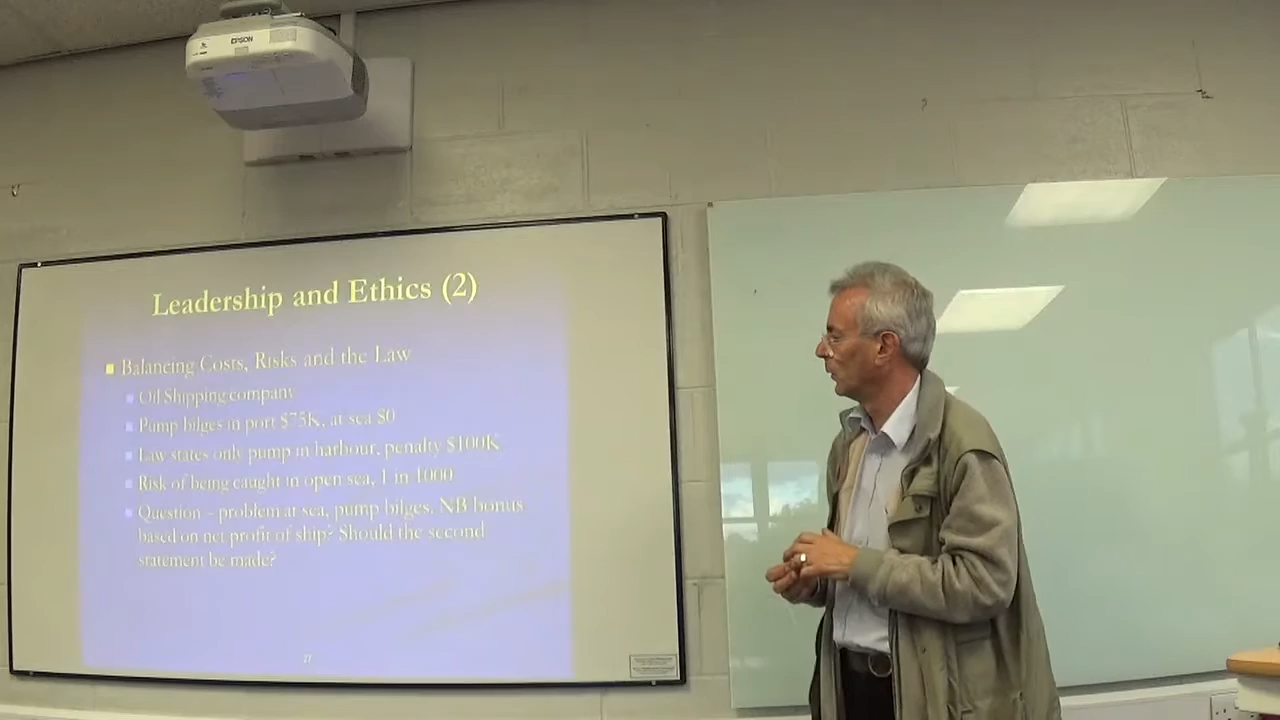 EPSON
Leadership and Ethics (2)
Balancing Costs, Risks and the Law
Oil Shipping company
Pump bilges in port $75K, at sea $0
Law states only pump in harbour, penalty $100K
Risk of being caught in open sea, 1 in 1000
Question – problem at sea, pump bilges. NB bonus
based on net profit of ship? Should the second
statement be made?
27